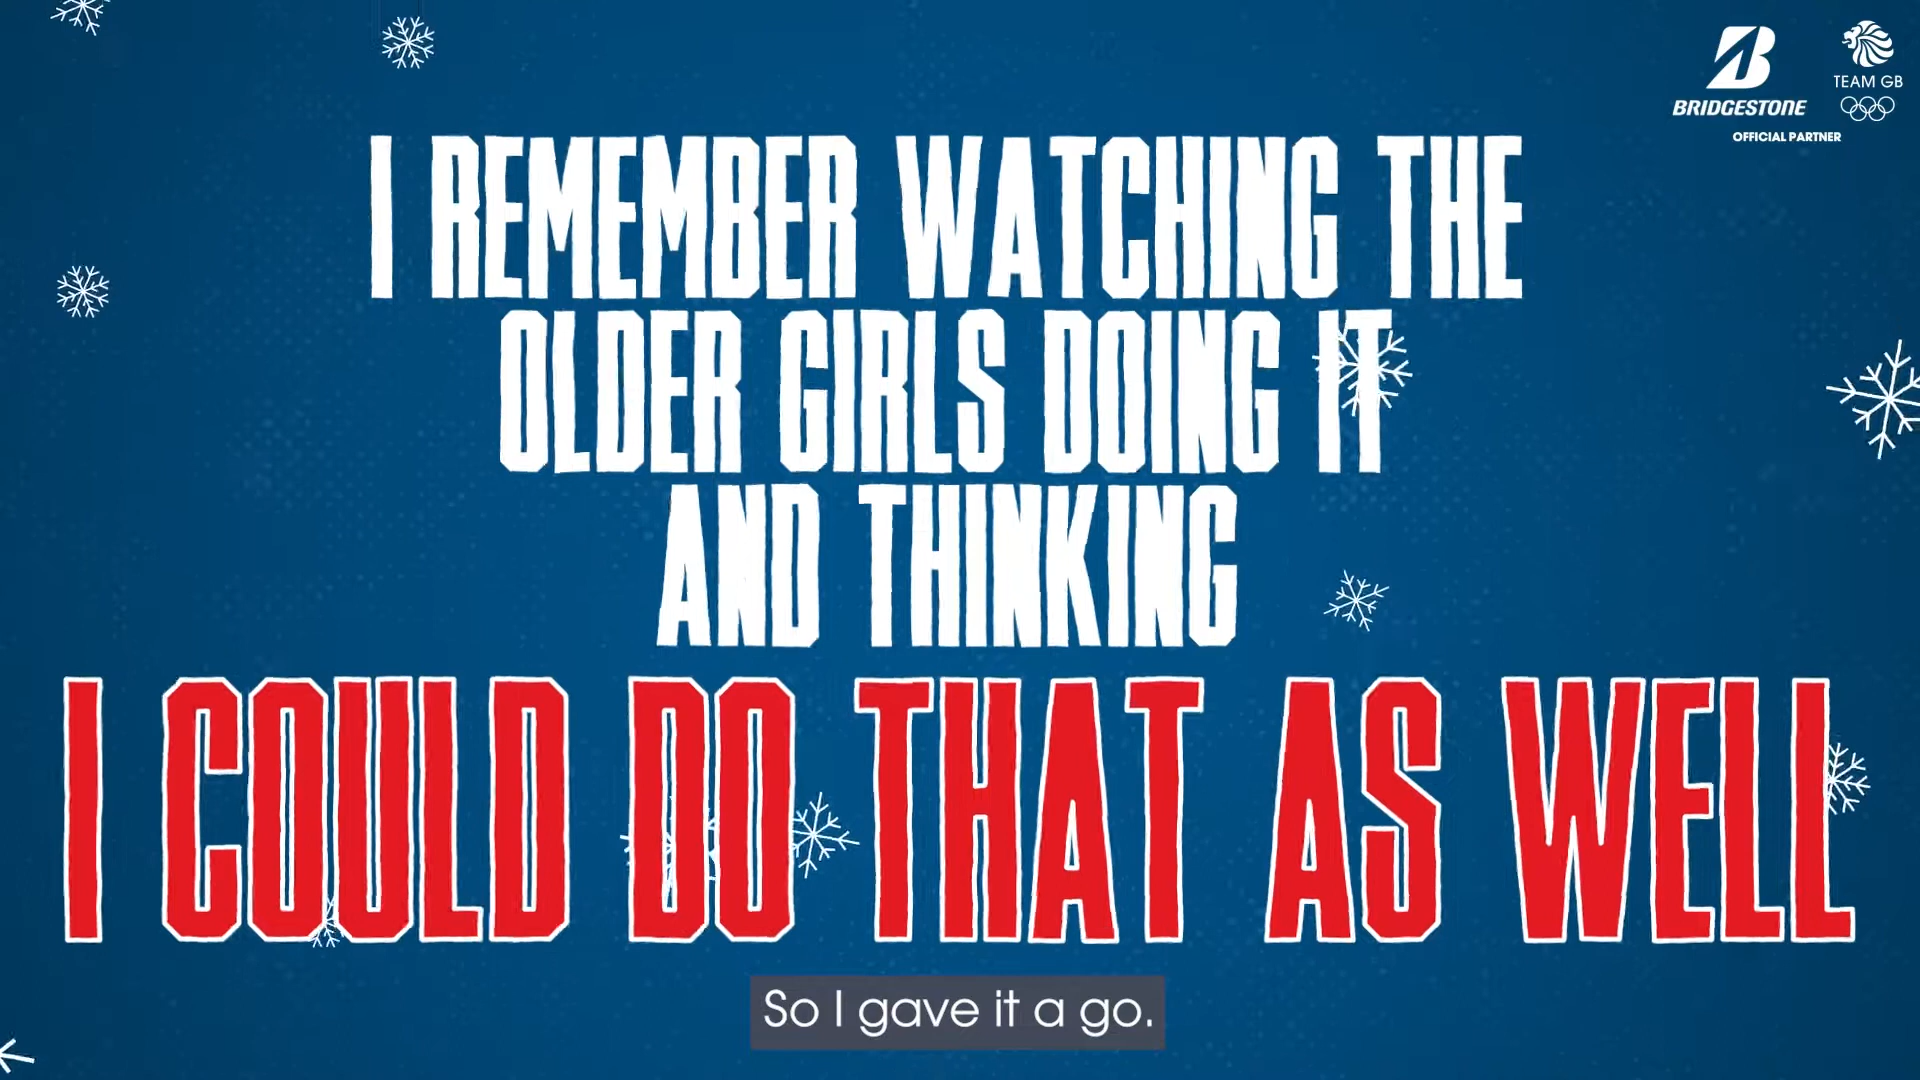 BRIDGESTONE
TEAM GB
OFFICIAL PARTNER
I REMEMBER WATCHING THE
OLDER GIRLS DOING IT
AND THINKING
I COULD DO THAT AS WELL
So I gave it a go.